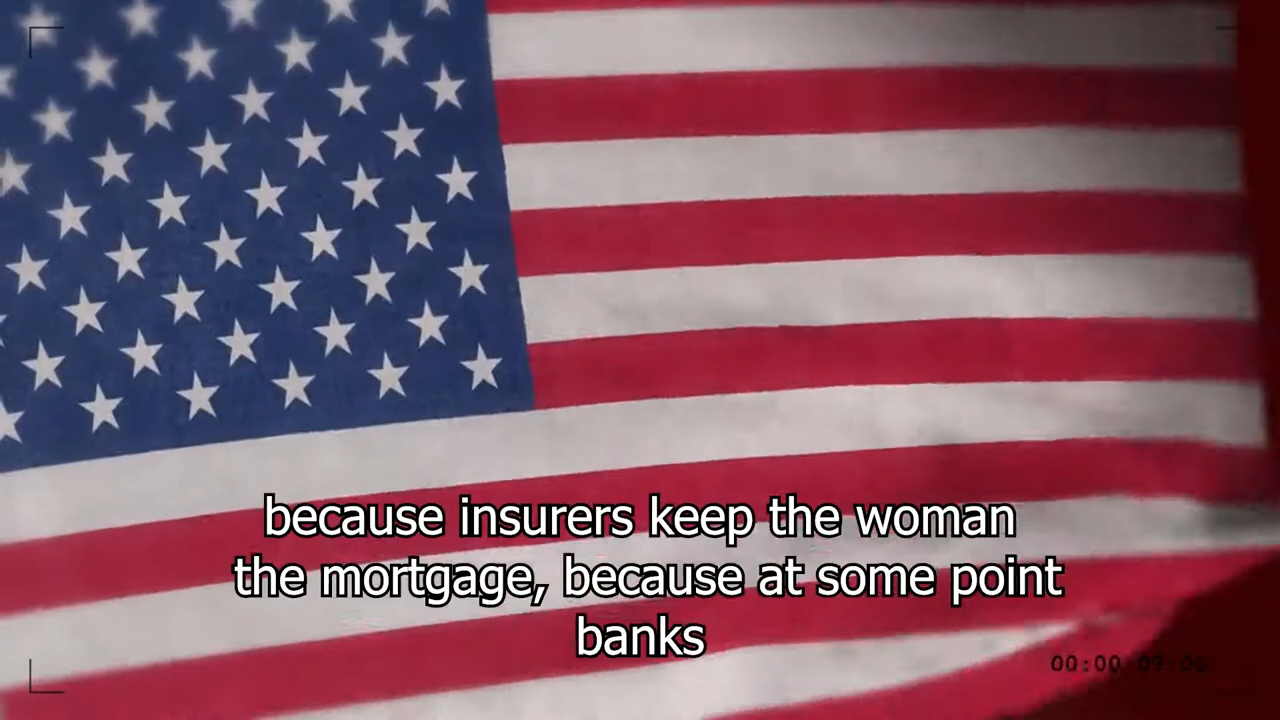 because insurers keep the woman
the mortgage, because at some point
banks